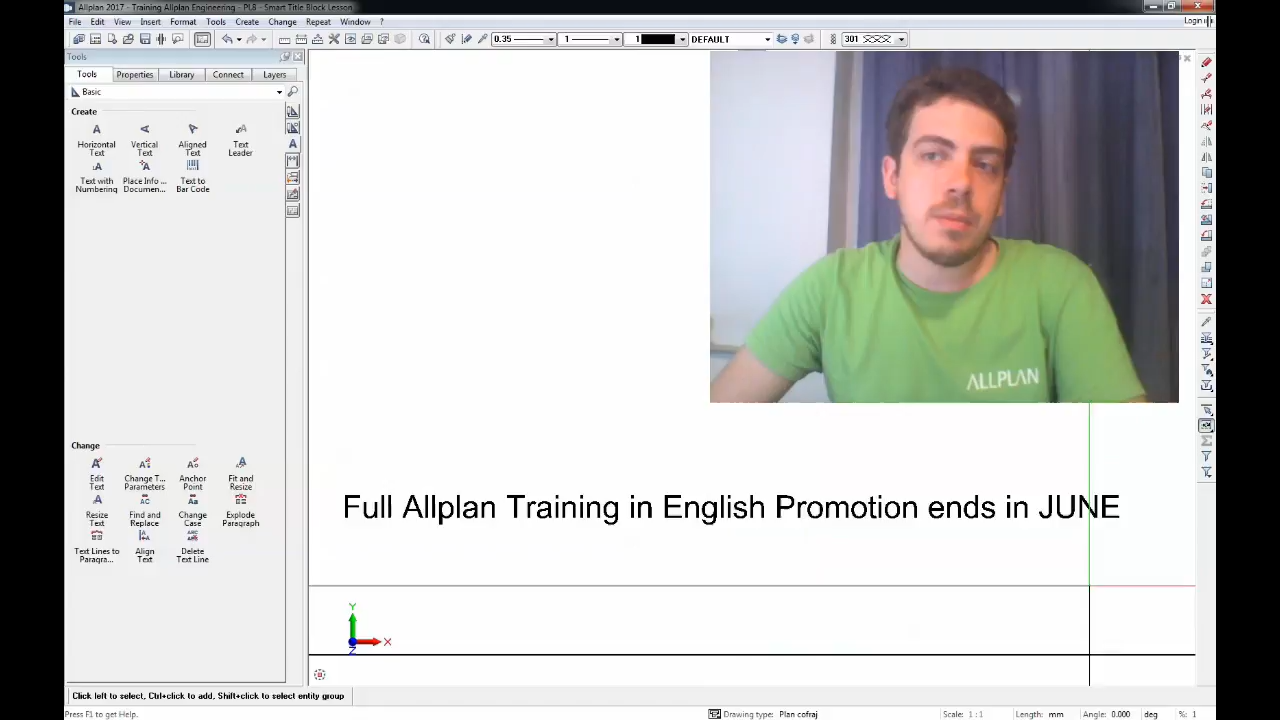 Allplan 2017 - Training Allplan Engineering - PLB - Smart Title Block Lesson
File Edit View Insert Format Tools Create Change Repeat Window ?
Login
0.35 1 1 DEFAULT 301
Tools
Tools Properties Library Connect Layers
Basic
Create
Horizontal Text
Vertical Text
Aligned Text
Text Leader
Text with Numbering
Place Info ... Documen...
Text to Bar Code
ALLPLAN
Change
Edit Text
Change T... Parameters
Anchor Point
Fit and Resize
Resize Text
Find and Replace
Change Case
Explode Paragraph
Text Lines to Paragra...
Align Text
Delete Text Line
Full Allplan Training in English Promotion ends in JUNE
Y
X
Z
Click left to select, Ctrl+click to add, Shift+click to select entity group
Press F1 to get Help.
Drawing type: Plan cofraj
Scale: 1 : 1
Length: mm
Angle: 0.000 deg
%: 1